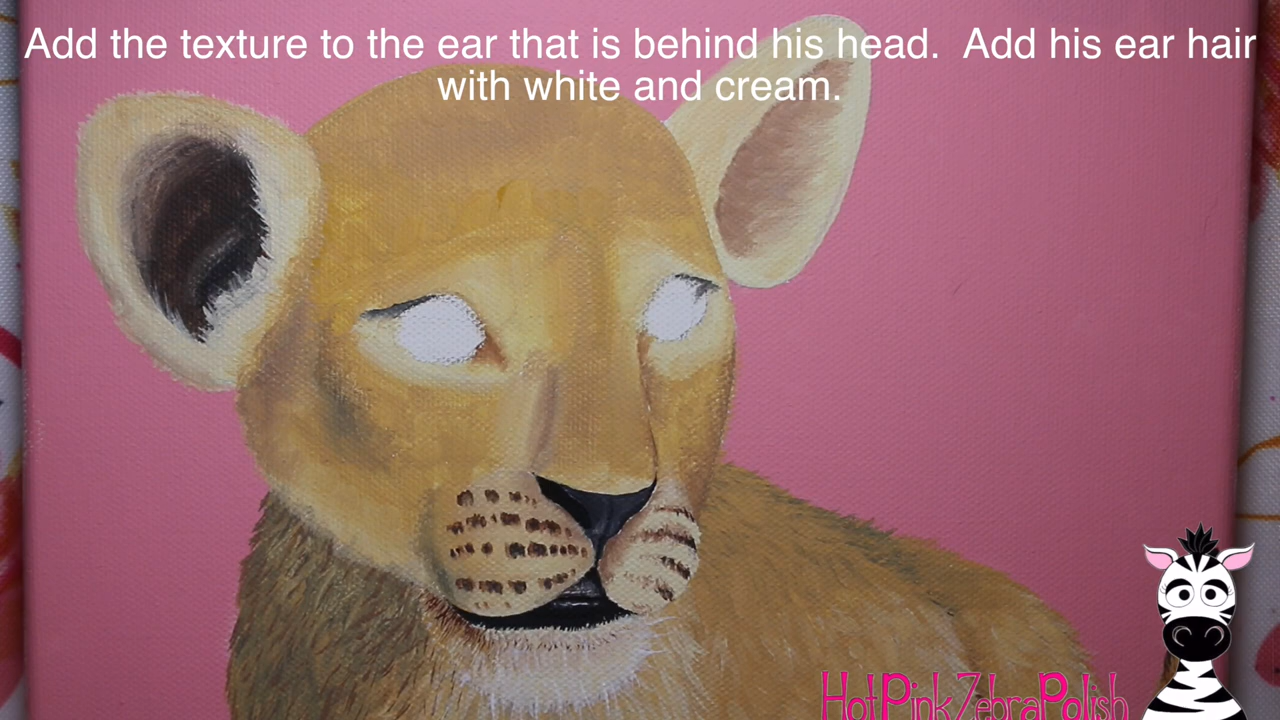 Add the texture to the ear that is behind his head.  Add his ear hair
with white and cream.
HotPinkZebraPolish